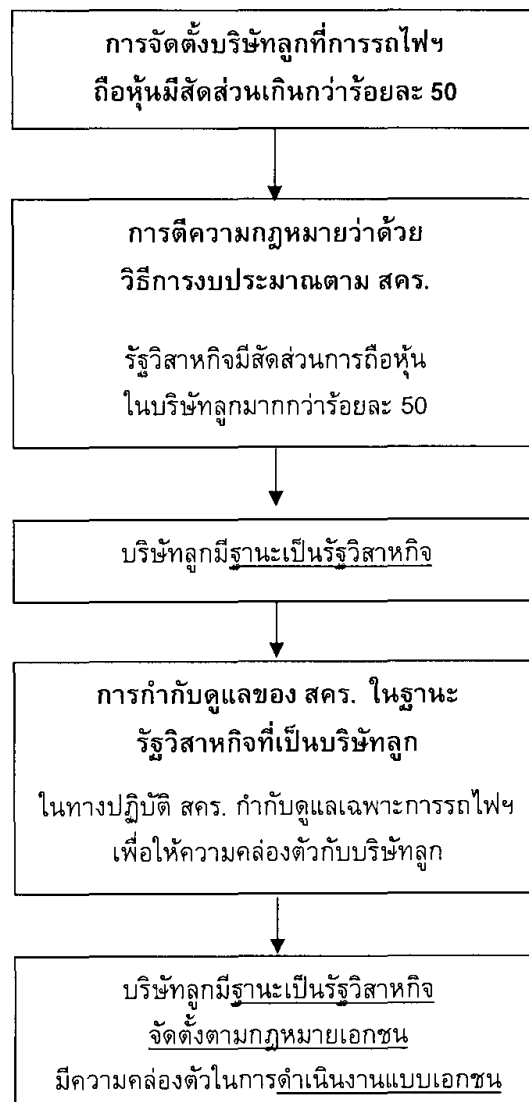 การจัดตั้งบริษัทลูกที่การรถไฟฯ
ถือหุ้นมีสัดส่วนเกินกว่าร้อยละ 50
การตีความกฎหมายว่าด้วย
วิธีการงบประมาณตาม สคร.
รัฐวิสาหกิจมีสัดส่วนการถือหุ้น
ในบริษัทลูกมากกว่าร้อยละ 50
บริษัทลูกมีฐานะเป็นรัฐวิสาหกิจ
การกำกับดูแลของ สคร. ในฐานะ
รัฐวิสาหกิจที่เป็นบริษัทลูก
ในทางปฏิบัติ สคร. กำกับดูแลเฉพาะการรถไฟฯ
เพื่อให้ความคล่องตัวกับบริษัทลูก
บริษัทลูกมีฐานะเป็นรัฐวิสาหกิจ
จัดตั้งตามกฎหมายเอกชน
มีความคล่องตัวในการดำเนินงานแบบเอกชน